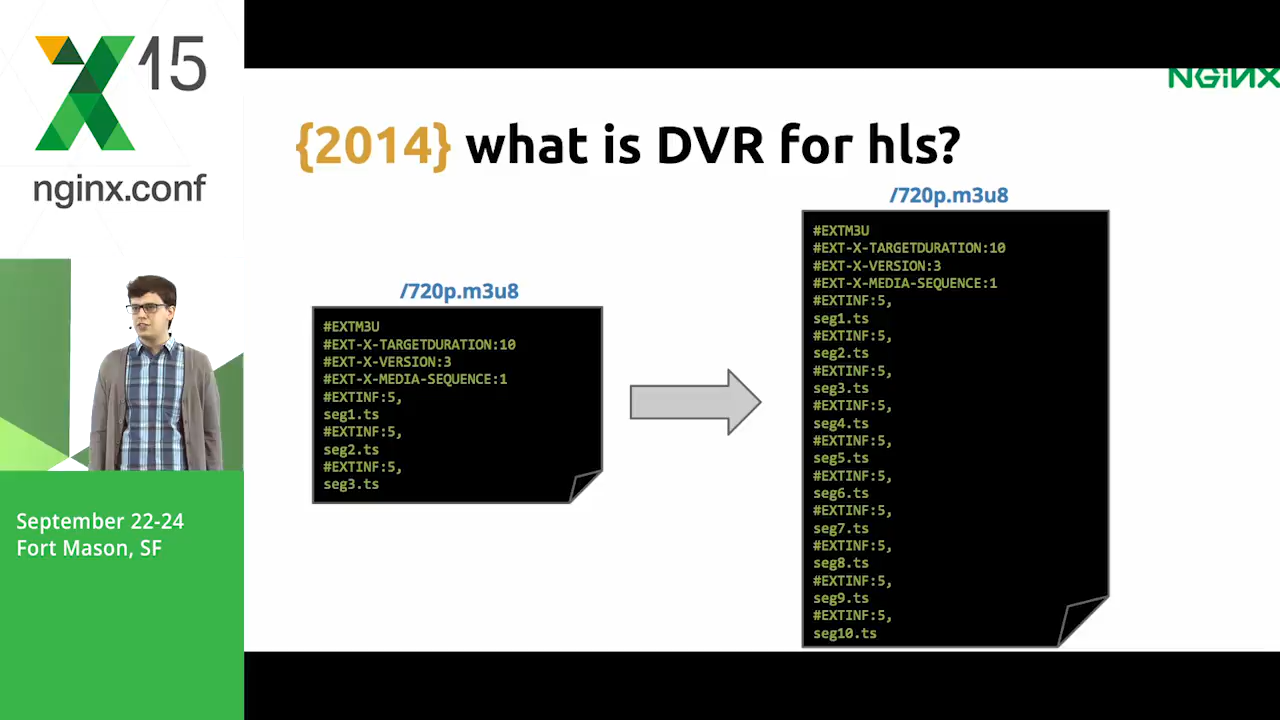 15
nginx.conf
September 22-24
Fort Mason, SF
NGINX
{2014} what is DVR for hls?
/720p.m3u8
#EXTM3U
#EXT-X-TARGETDURATION:10
#EXT-X-VERSION:3
#EXT-X-MEDIA-SEQUENCE:1
#EXTINF:5,
seg1.ts
#EXTINF:5,
seg2.ts
#EXTINF:5,
seg3.ts
/720p.m3u8
#EXTM3U
#EXT-X-TARGETDURATION:10
#EXT-X-VERSION:3
#EXT-X-MEDIA-SEQUENCE:1
#EXTINF:5,
seg1.ts
#EXTINF:5,
seg2.ts
#EXTINF:5,
seg3.ts
#EXTINF:5,
seg4.ts
#EXTINF:5,
seg5.ts
#EXTINF:5,
seg6.ts
#EXTINF:5,
seg7.ts
#EXTINF:5,
seg8.ts
#EXTINF:5,
seg9.ts
#EXTINF:5,
seg10.ts